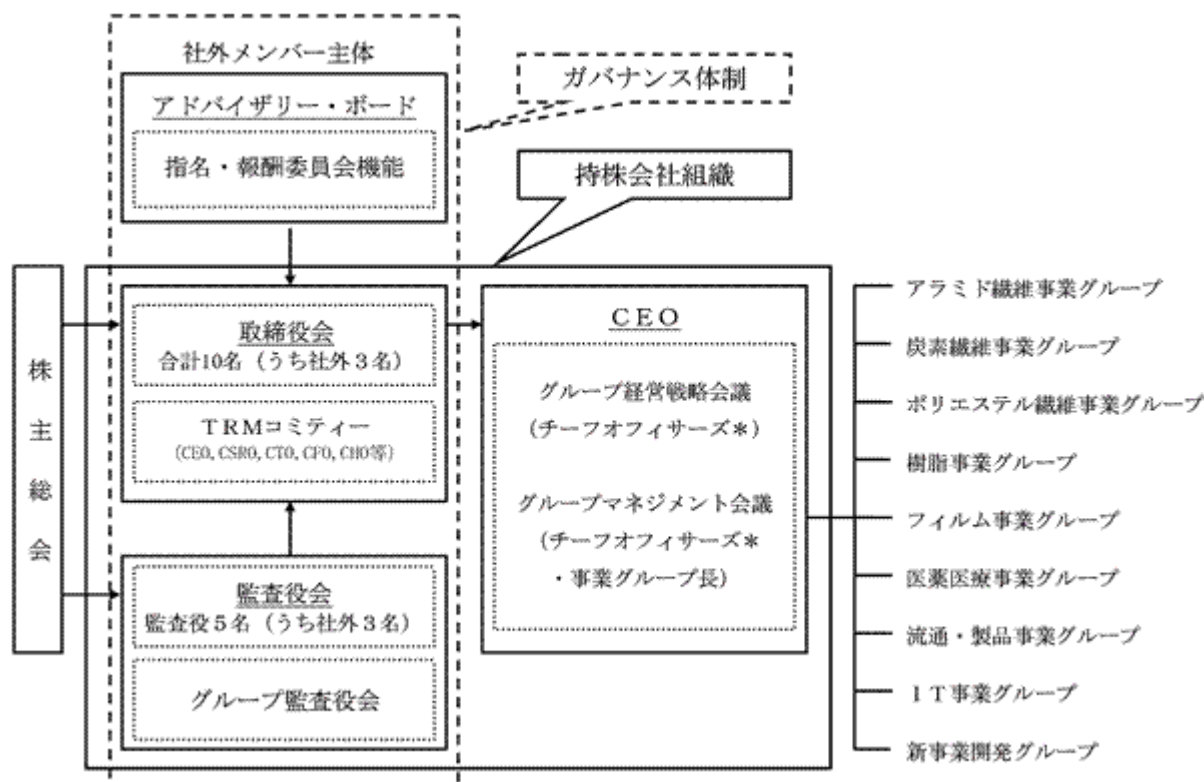 社外メンバー主体
アドバイザリー・ボード
指名・報酬委員会機能
ガバナンス体制
持株会社組織
株主総会
取締役会
合計10名（うち社外３名）
ＴＲＭコミティー
(CEO, CSRO, CTO, CFO, CHO等)
監査役会
監査役５名（うち社外３名）
グループ監査役会
ＣＥＯ
グループ経営戦略会議
（チーフオフィサーズ＊）
グループマネジメント会議
（チーフオフィサーズ＊
・事業グループ長）
アラミド繊維事業グループ
炭素繊維事業グループ
ポリエステル繊維事業グループ
樹脂事業グループ
フィルム事業グループ
医薬医療事業グループ
流通・製品事業グループ
ＩＴ事業グループ
新事業開発グループ